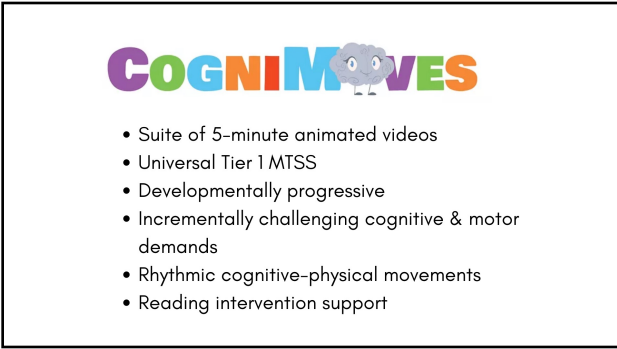 COGNIMOVES
• Suite of 5-minute animated videos
• Universal Tier 1 MTSS
• Developmentally progressive
• Incrementally challenging cognitive & motor
demands
• Rhythmic cognitive-physical movements
• Reading intervention support